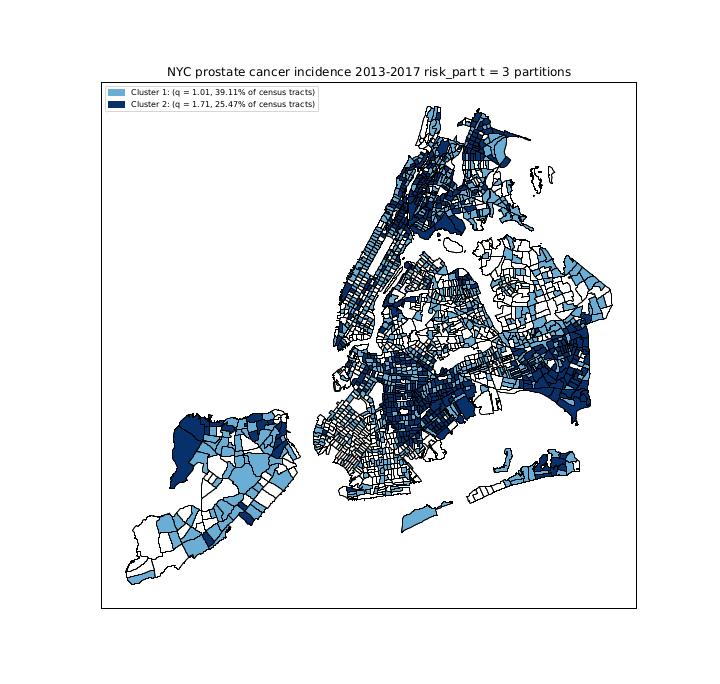 NYC prostate cancer incidence 2013-2017 risk_part t = 3 partitions
Cluster 1: (q = 1.01, 39.11% of census tracts)
Cluster 2: (q = 1.71, 25.47% of census tracts)